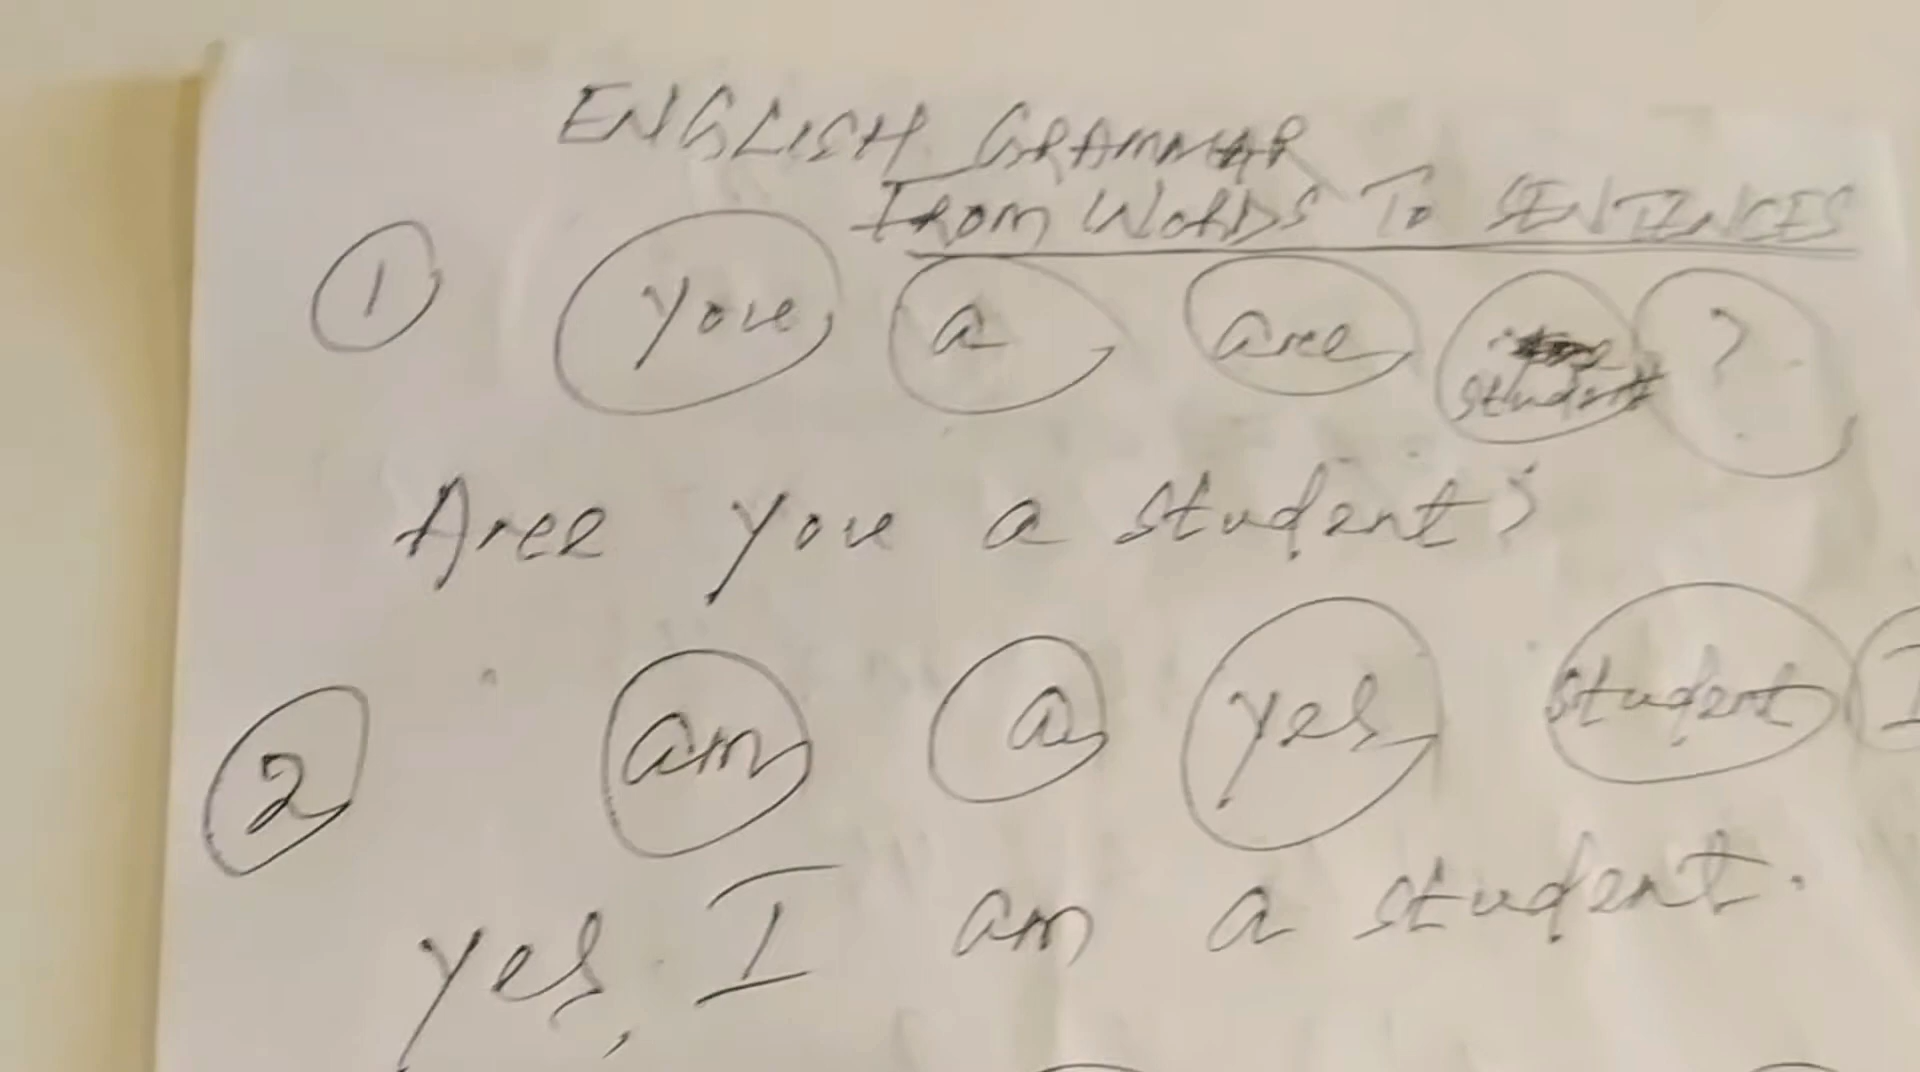 ENGLISH GRAMMAR
FROM WORDS TO SENTENCES
1 you a are student ?
Are you a student?
2 am a yes student I
yes, I am a student.